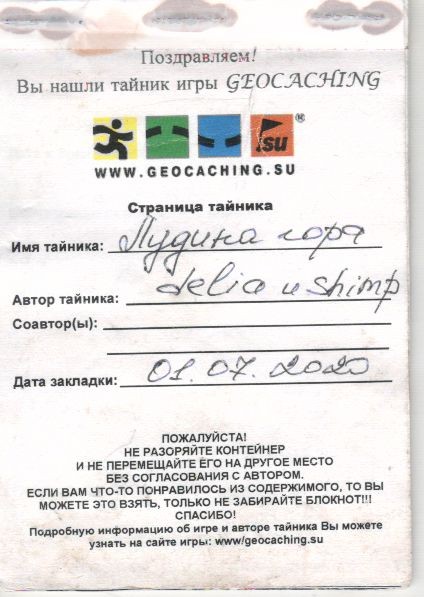 Поздравляем!
Вы нашли тайник игры GEOCACHING
.su®
WWW.GEOCACHING.SU
Страница тайника
Имя тайника: Лудина гора
Автор тайника: delia и shimp
Соавтор(ы):
Дата закладки: 01.07.2020
ПОЖАЛУЙСТА!
НЕ РАЗОРЯЙТЕ КОНТЕЙНЕР
И НЕ ПЕРЕМЕЩАЙТЕ ЕГО НА ДРУГОЕ МЕСТО
БЕЗ СОГЛАСОВАНИЯ С АВТОРОМ.
ЕСЛИ ВАМ ЧТО-ТО ПОНРАВИЛОСЬ ИЗ СОДЕРЖИМОГО, ТО ВЫ
МОЖЕТЕ ЭТО ВЗЯТЬ, ТОЛЬКО НЕ ЗАБИРАЙТЕ БЛОКНОТ!!!
СПАСИБО!
Подробную информацию об игре и авторе тайника Вы можете
узнать на сайте игры: www/geocaching.su